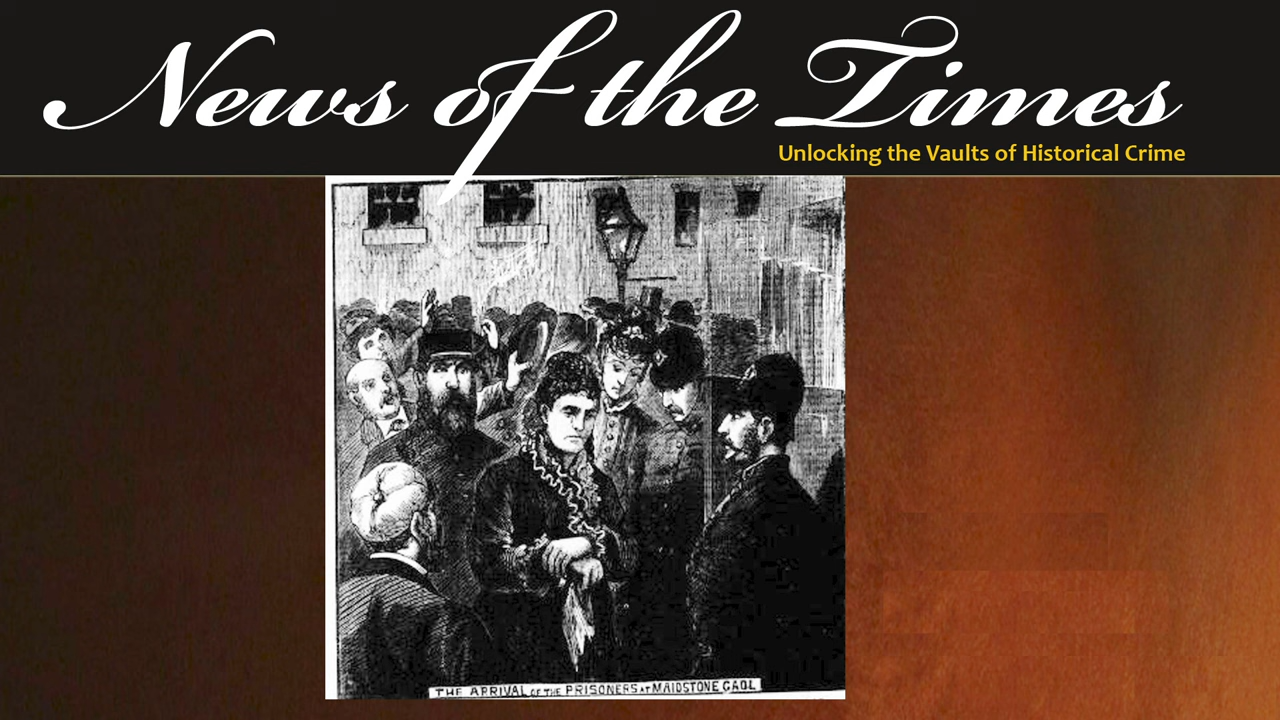 News of the Times
Unlocking the Vaults of Historical Crime
THE ARRIVAL OF THE PRISONERS AT MAIDSTONE GAOL